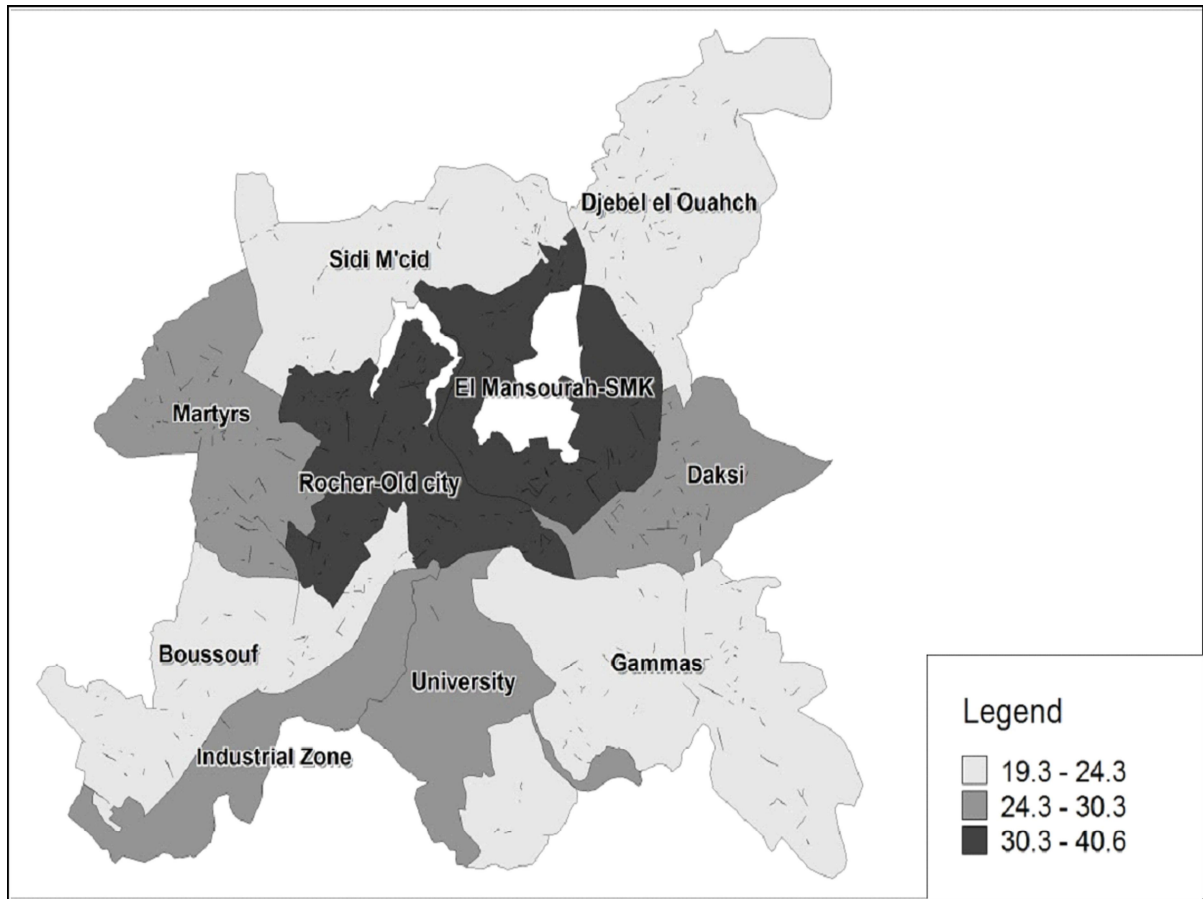 Djebel el Ouahch
Sidi M'cid
El Mansourah-SMK
Martyrs
Rocher-Old city
Daksi
Boussouf
Gammas
University
Industrial Zone
Legend
19.3 - 24.3
24.3 - 30.3
30.3 - 40.6